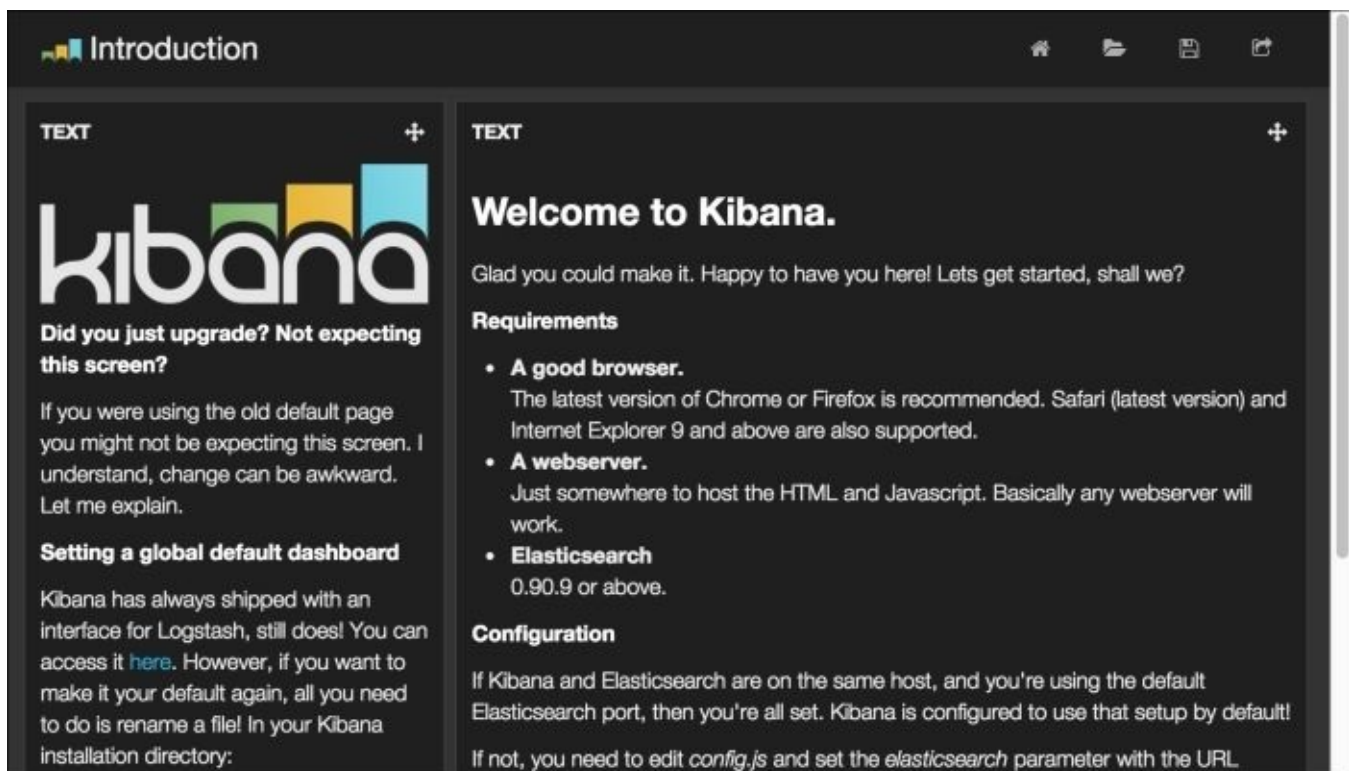 Introduction
TEXT
kibana
Did you just upgrade? Not expecting
this screen?
If you were using the old default page
you might not be expecting this screen. I
understand, change can be awkward.
Let me explain.
Setting a global default dashboard
Kibana has always shipped with an
interface for Logstash, still does! You can
access it here. However, if you want to
make it your default again, all you need
to do is rename a file! In your Kibana
installation directory:
TEXT
Welcome to Kibana.
Glad you could make it. Happy to have you here! Lets get started, shall we?
Requirements
• A good browser.
The latest version of Chrome or Firefox is recommended. Safari (latest version) and
Internet Explorer 9 and above are also supported.
• A webserver.
Just somewhere to host the HTML and Javascript. Basically any webserver will
work.
• Elasticsearch
0.90.9 or above.
Configuration
If Kibana and Elasticsearch are on the same host, and you're using the default
Elasticsearch port, then you're all set. Kibana is configured to use that setup by default!
If not, you need to edit config.js and set the elasticsearch parameter with the URL